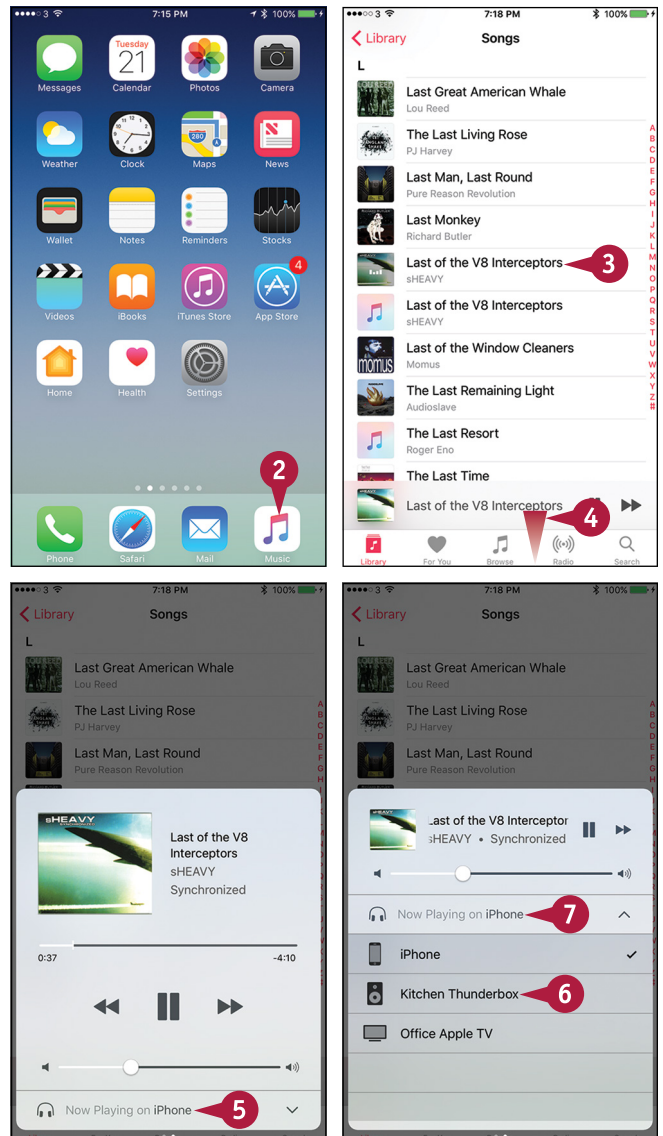 3
7:15 PM
100%
Messages
Tuesday
21
Calendar
Photos
Camera
Weather
Clock
280
Maps
News
Wallet
Notes
Reminders
Stocks
Videos
iBooks
iTunes Store
4
App Store
Home
Health
Settings
2
Phone
Safari
Mail
Music
3
7:18 PM
100%
Library
Songs
L
Last Great American Whale
Lou Reed
The Last Living Rose
PJ Harvey
Last Man, Last Round
Pure Reason Revolution
Last Monkey
Richard Butler
Last of the V8 Interceptors
3
sHEAVY
Last of the V8 Interceptors
sHEAVY
Last of the Window Cleaners
momus
Momus
The Last Remaining Light
Audioslave
The Last Resort
Roger Eno
The Last Time
A
B
C
D
E
F
G
H
I
J
K
L
M
N
O
P
Q
R
S
T
U
V
W
X
Y
Z
#
Last of the V8 Interceptors
4
Library
For You
Browse
Radio
Search
3
7:18 PM
100%
Library
Songs
L
Last Great American Whale
Lou Reed
The Last Living Rose
PJ Harvey
Last Man, Last Round
Pure Reason Revolution
A
B
C
D
E
F
G
H
sHEAVY
SYNCHRONIZED
Last of the V8
Interceptors
sHEAVY
Synchronized
0:37
-4:10
Now Playing on iPhone
5
3
7:18 PM
100%
Library
Songs
L
Last Great American Whale
Lou Reed
The Last Living Rose
PJ Harvey
Last Man, Last Round
Pure Reason Revolution
A
B
C
D
E
F
G
H
Last of the V8 Interceptor
sHEAVY • Synchronized
Now Playing on iPhone
7
iPhone
Kitchen Thunderbox
6
Office Apple TV